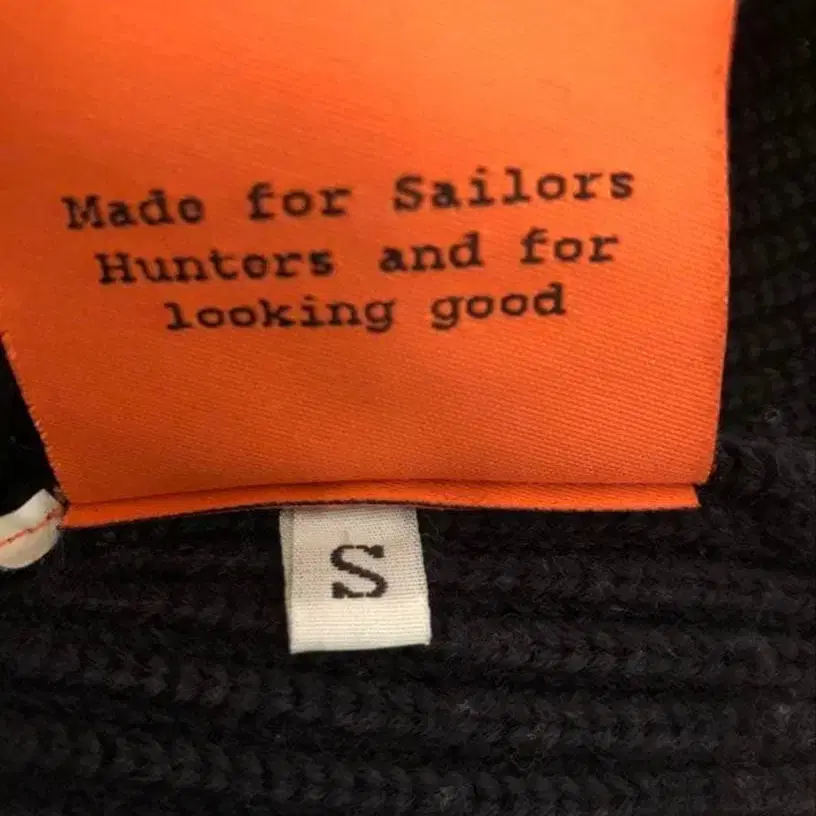 Made for Sailors
Hunters and for
looking good
S